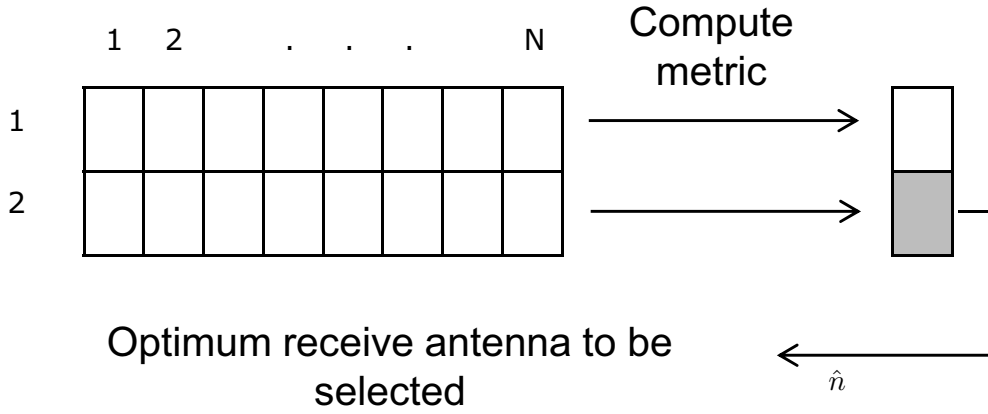 1 2 . . . N
Compute
metric
1
2
Optimum receive antenna to be
selected
n̂